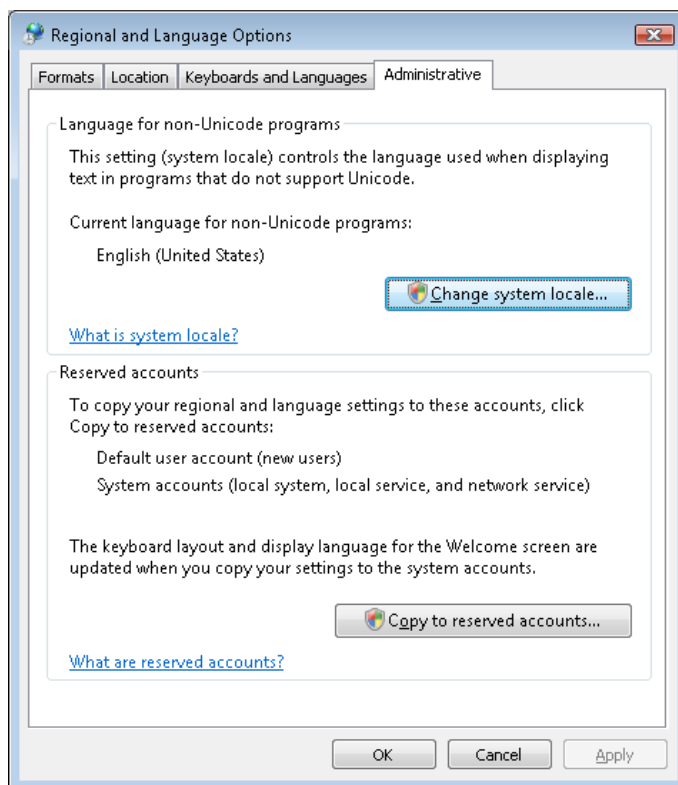 Regional and Language Options
Formats Location Keyboards and Languages Administrative
Language for non-Unicode programs
This setting (system locale) controls the language used when displaying
text in programs that do not support Unicode.
Current language for non-Unicode programs:
English (United States)
Change system locale...
What is system locale?
Reserved accounts
To copy your regional and language settings to these accounts, click
Copy to reserved accounts:
Default user account (new users)
System accounts (local system, local service, and network service)
The keyboard layout and display language for the Welcome screen are
updated when you copy your settings to the system accounts.
Copy to reserved accounts...
What are reserved accounts?
OK Cancel Apply